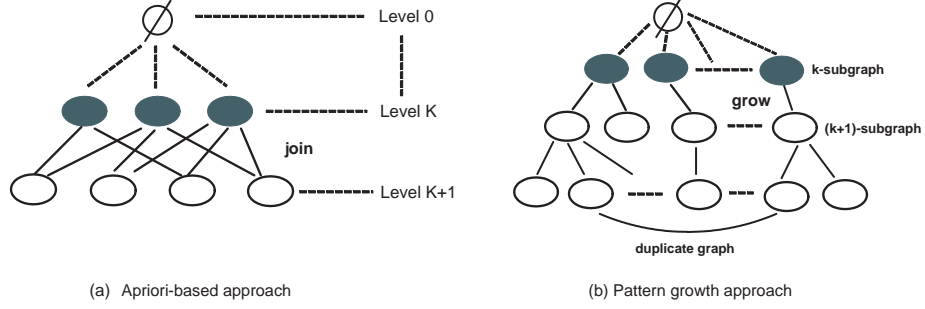 Level 0
Level K
join
Level K+1
(a) Apriori-based approach
k-subgraph
grow
(k+1)-subgraph
duplicate graph
(b) Pattern growth approach